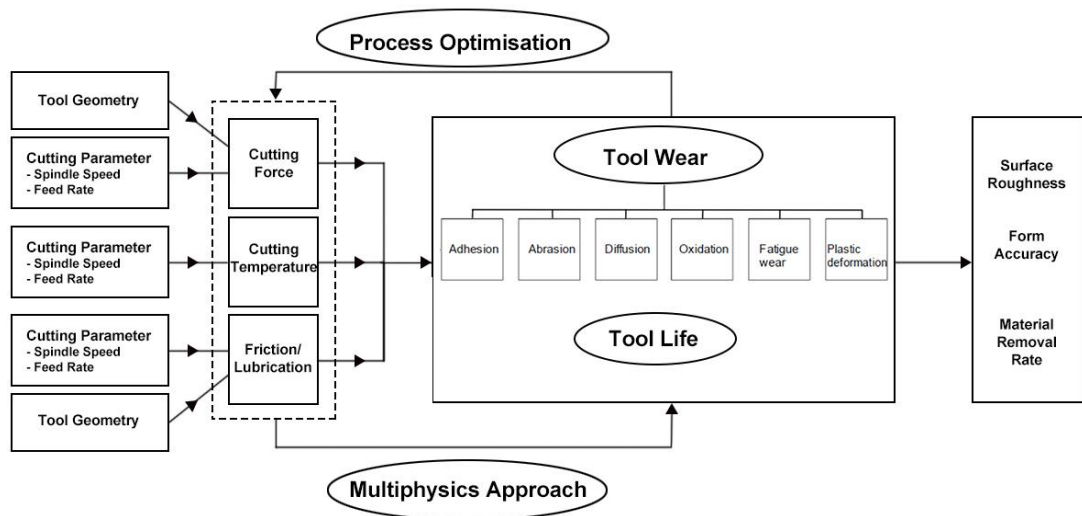 Process Optimisation
Tool Geometry
Cutting Parameter
- Spindle Speed
- Feed Rate
Cutting Parameter
- Spindle Speed
- Feed Rate
Cutting Parameter
- Spindle Speed
- Feed Rate
Tool Geometry
Cutting
Force
Cutting
Temperature
Friction/
Lubrication
Tool Wear
Adhesion
Abrasion
Diffusion
Oxidation
Fatigue
wear
Plastic
deformation
Tool Life
Surface
Roughness
Form
Accuracy
Material
Removal
Rate
Multiphysics Approach